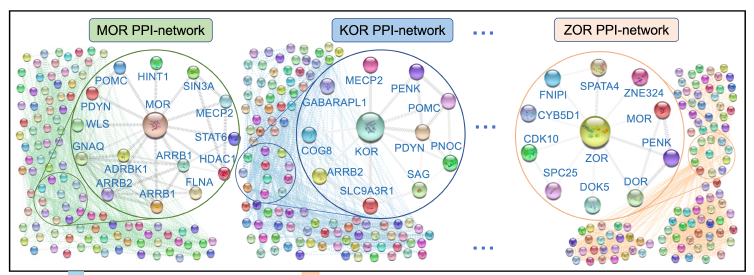 MOR PPI-network
KOR PPI-network
...
ZOR PPI-network
POMC
HINT1
SIN3A
PDYN
MOR
MECP2
WLS
STAT6
GNAQ
ARRB1
HDAC1
ADRBK1
ARRB2
ARRB1
FLNA
MECP2
PENK
GABARAPL1
POMC
COG8
KOR
PDYN
PNOC
ARRB2
SLC9A3R1
SAG
...
...
SPATA4
FNIPI
ZNE324
CYB5D1
MOR
CDK10
ZOR
PENK
SPC25
DOK5
DOR